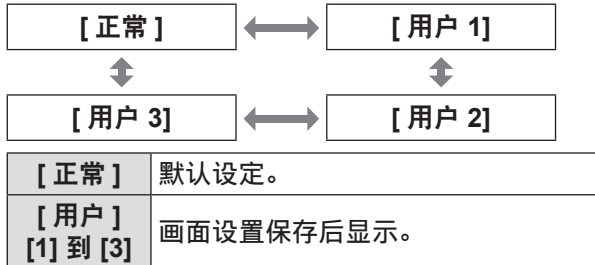 [ 正常 ] [ 用户 1]
[ 用户 3] [ 用户 2]
[ 正常 ] 默认设定。
[ 用户 ]
[1] 到 [3] 画面设置保存后显示。